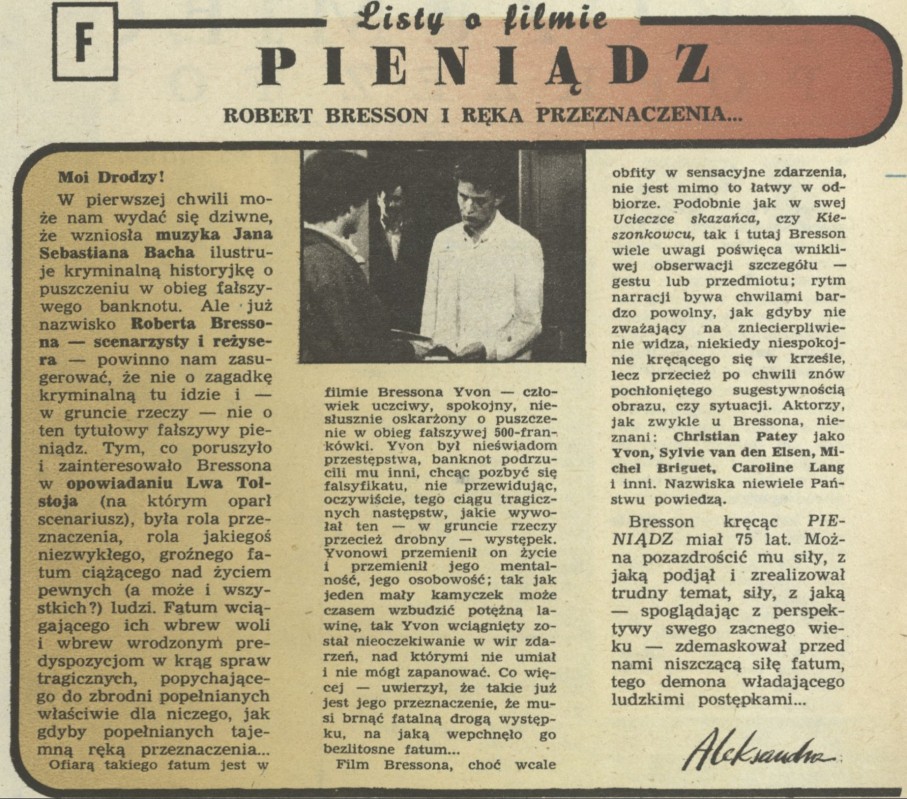 F
Listy o filmie
PIENIĄDZ
ROBERT BRESSON I RĘKA PRZEZNACZENIA...
Moi Drodzy!
W pierwszej chwili mo-
że nam wydać się dziwne,
że wzniosła muzyka Jana
Sebastiana Bacha ilustru-
je kryminalną historyjkę o
puszczeniu w obieg fałszy-
wego banknotu. Ale już
nazwisko Roberta Bresso-
na — scenarzysty i reżyse-
ra — powinno nam zasu-
gerować, że nie o zagadkę
kryminalną tu idzie i —
w gruncie rzeczy — nie o
ten tytułowy fałszywy pie-
niądz. Tym, co poruszyło
i zainteresowało Bressona
w opowiadaniu Lwa Toł-
stoja (na którym oparł
scenariusz), była rola prze-
znaczenia, rola jakiegoś
niezwykłego, groźnego fa-
tum ciążącego nad życiem
pewnych (a może i wszy-
stkich?) ludzi. Fatum wcią-
gającego ich wbrew woli
i wbrew wrodzonym pre-
dyspozycjom w krąg spraw
tragicznych, popychające-
go do zbrodni popełnianych
właściwie dla niczego, jak
gdyby popełnianych taje-
mną ręką przeznaczenia...
Ofiarą takiego fatum jest w
filmie Bressona Yvon — czło-
wiek uczciwy, spokojny, nie-
słusznie oskarżony o puszcze-
nie w obieg fałszywej 500-fran-
kówki. Yvon był nieświadom
przestępstwa, banknot podrzu-
cili mu inni, chcąc pozbyć się
falsyfikatu, nie przewidując,
oczywiście, tego ciągu tragicz-
nych następstw, jakie wywo-
łał ten — w gruncie rzeczy
przecież drobny — występek.
Yvonowi przemienił on życie
i przemienił jego mental-
ność, jego osobowość; tak jak
jeden mały kamyczek może
czasem wzbudzić potężną la-
winę, tak Yvon wciągnięty zo-
stał nieoczekiwanie w wir zda-
rzeń, nad którymi nie umiał
i nie mógł zapanować. Co wię-
cej — uwierzył, że takie już
jest jego przeznaczenie, że mu-
si brnąć fatalną drogą występ-
ku, na jaką wepchnęło go
bezlitosne fatum...
Film Bressona, choć wcale
obfity w sensacyjne zdarzenia,
nie jest mimo to łatwy w od-
biorze. Podobnie jak w swej
Ucieczce skazańca, czy Kie-
szonkowcu, tak i tutaj Bresson
wiele uwagi poświęca wnikli-
wej obserwacji szczegółu —
gestu lub przedmiotu; rytm
narracji bywa chwilami bar-
dzo powolny, jak gdyby nie
zważający na zniecierpliwie-
nie widza, niekiedy niespokoj-
nie kręcącego się w krześle,
lecz przecież po chwili znów
pochłoniętego sugestywnością
obrazu, czy sytuacji. Aktorzy,
jak zwykle u Bressona, nie-
znani: Christian Patey jako
Yvon, Sylvie van den Elsen, Mi-
chel Briguet, Caroline Lang
i inni. Nazwiska niewiele Pań-
stwu powiedzą.
Bresson kręcąc PIE-
NIĄDZ miał 75 lat. Moż-
na pozazdrościć mu siły, z
jaką podjął i zrealizował
trudny temat, siły, z jaką
— spoglądając z perspek-
tywy swego zacnego wie-
ku — zdemaskował przed
nami niszczącą siłę fatum,
tego demona władającego
ludzkimi postępkami...
Aleksandra